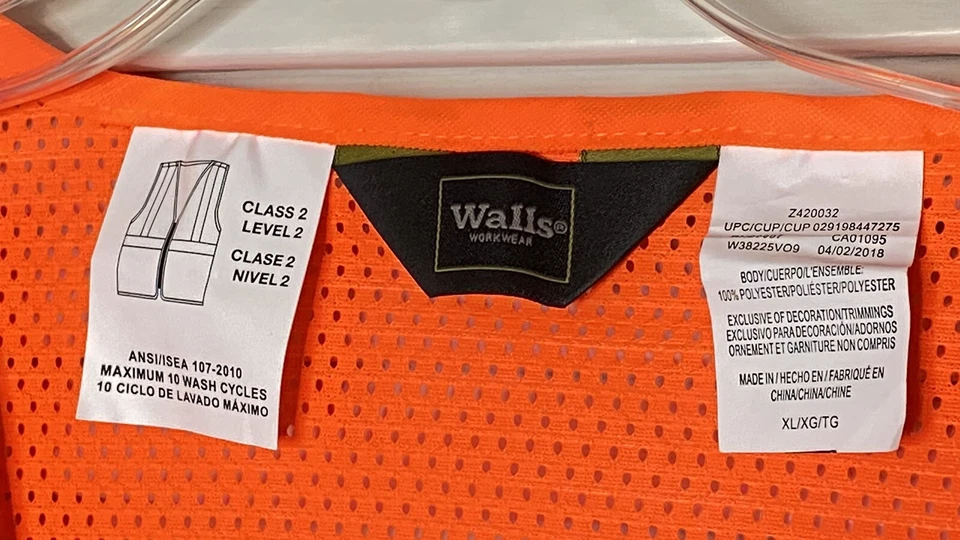 CLASS 2
LEVEL 2
CLASE 2
NIVEL 2
ANSI/ISEA 107-2010
MAXIMUM 10 WASH CYCLES
10 CICLO DE LAVADO MÁXIMO
Walls®
WORKWEAR
Z420032
UPC/CUP/CUP 029198447275
CA01095
W38225VO9 04/02/2018
BODY/CUERPO/L'ENSEMBLE:
100% POLYESTER/POLIÉSTER/POLYESTER
EXCLUSIVE OF DECORATION/TRIMMINGS
EXCLUSIVO PARA DECORACIÓN/ADORNOS
ORNEMENT ET GARNITURE NON COMPRIS
MADE IN / HECHO EN / FABRIQUÉ EN
CHINA/CHINA/CHINE
XL/XG/TG